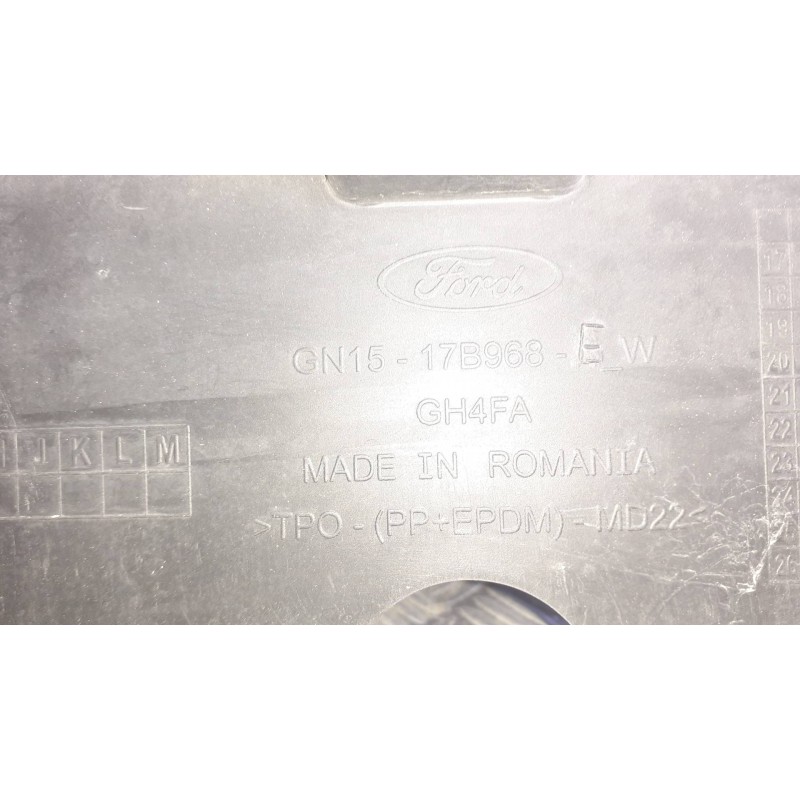 Ford
GN15 - 17B968 - E_W
GH4FA
MADE IN ROMANIA
>TPO - (PP+EPDM) - MD22<
J K L M
17
18
19
20
21
22
23
24
26